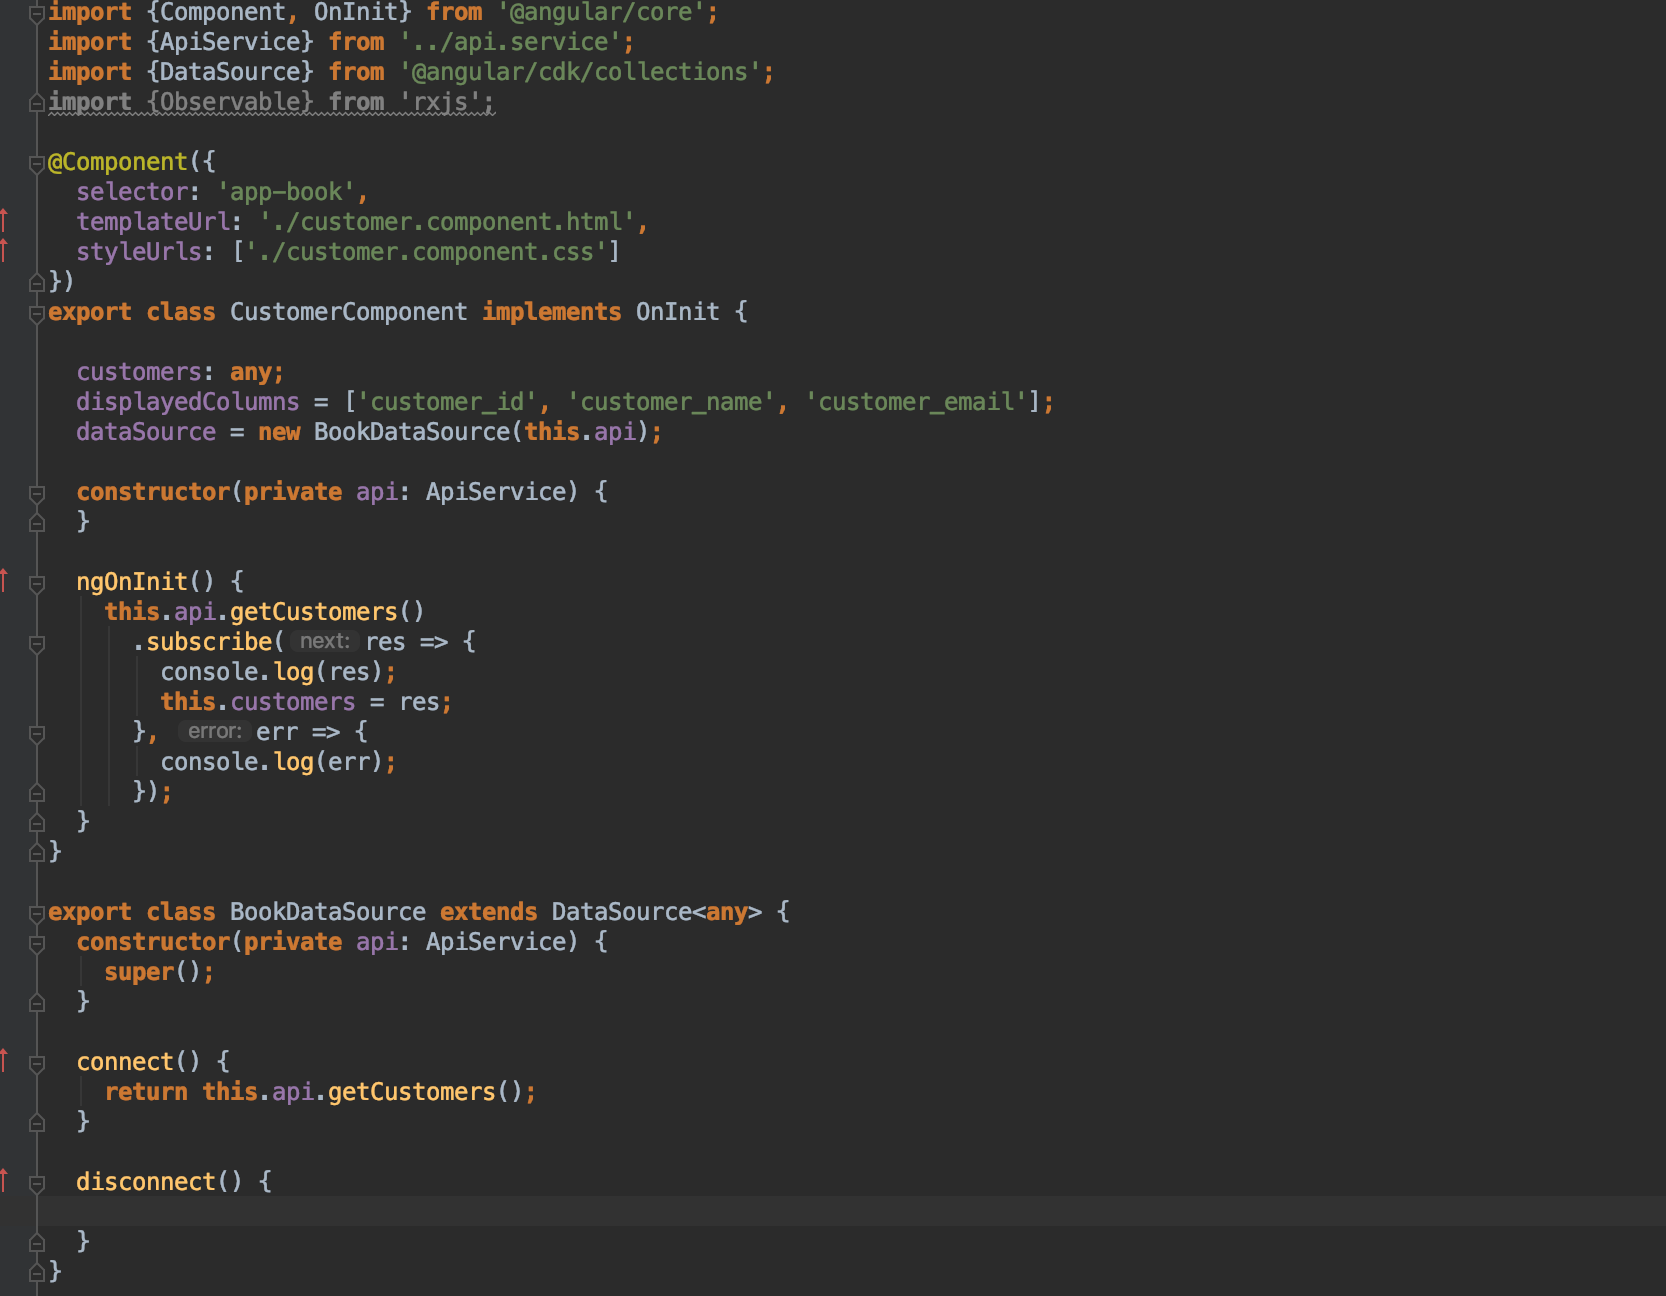 import {Component, OnInit} from '@angular/core';
import {ApiService} from '../api.service';
import {DataSource} from '@angular/cdk/collections';
import {Observable} from 'rxjs';
@Component({
  selector: 'app-book',
  templateUrl: './customer.component.html',
  styleUrls: ['./customer.component.css']
})
export class CustomerComponent implements OnInit {
  customers: any;
  displayedColumns = ['customer_id', 'customer_name', 'customer_email'];
  dataSource = new BookDataSource(this.api);
  constructor(private api: ApiService) {
  }
  ngOnInit() {
    this.api.getCustomers()
      .subscribe( next: res => {
        console.log(res);
        this.customers = res;
      }, error: err => {
        console.log(err);
      });
  }
}
export class BookDataSource extends DataSource<any> {
  constructor(private api: ApiService) {
    super();
  }
  connect() {
    return this.api.getCustomers();
  }
  disconnect() {
  }
}